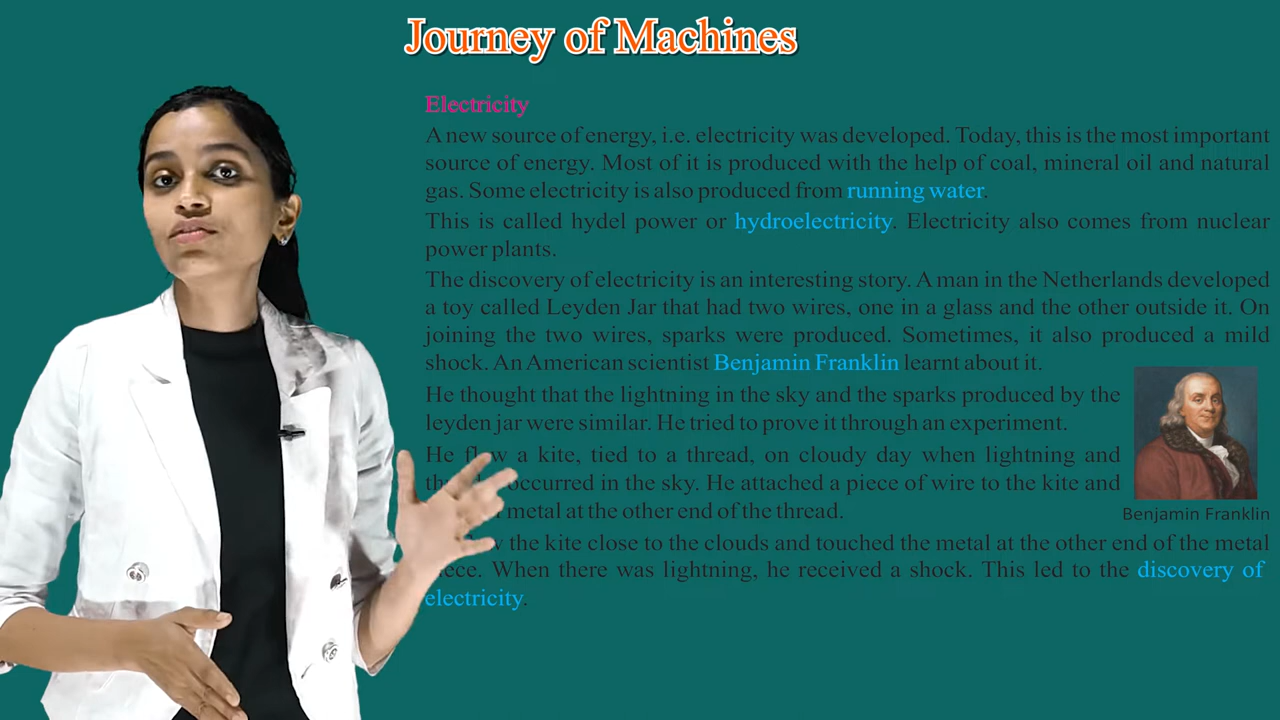 Journey of Machines
Electricity
A new source of energy, i.e. electricity was developed. Today, this is the most important
source of energy. Most of it is produced with the help of coal, mineral oil and natural
gas. Some electricity is also produced from running water.
This is called hydel power or hydroelectricity. Electricity also comes from nuclear
power plants.
The discovery of electricity is an interesting story. A man in the Netherlands developed
a toy called Leyden Jar that had two wires, one in a glass and the other outside it. On
joining the two wires, sparks were produced. Sometimes, it also produced a mild
shock. An American scientist Benjamin Franklin learnt about it.
He thought that the lightning in the sky and the sparks produced by the
leyden jar were similar. He tried to prove it through an experiment.
He flew a kite, tied to a thread, on cloudy day when lightning and
occurred in the sky. He attached a piece of wire to the kite and
metal at the other end of the thread.
Benjamin Franklin
the kite close to the clouds and touched the metal at the other end of the metal
When there was lightning, he received a shock. This led to the discovery of
electricity.